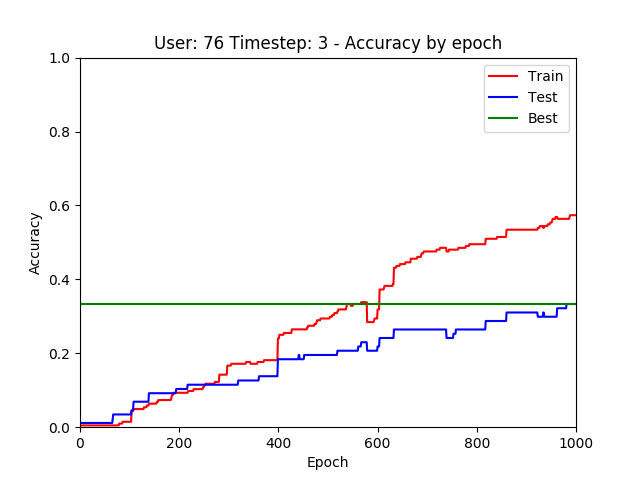 User: 76 Timestep: 3 - Accuracy by epoch
1.0
0.8
0.6
0.4
0.2
0.0
Accuracy
Train
Test
Best
0 200 400 600 800 1000
Epoch